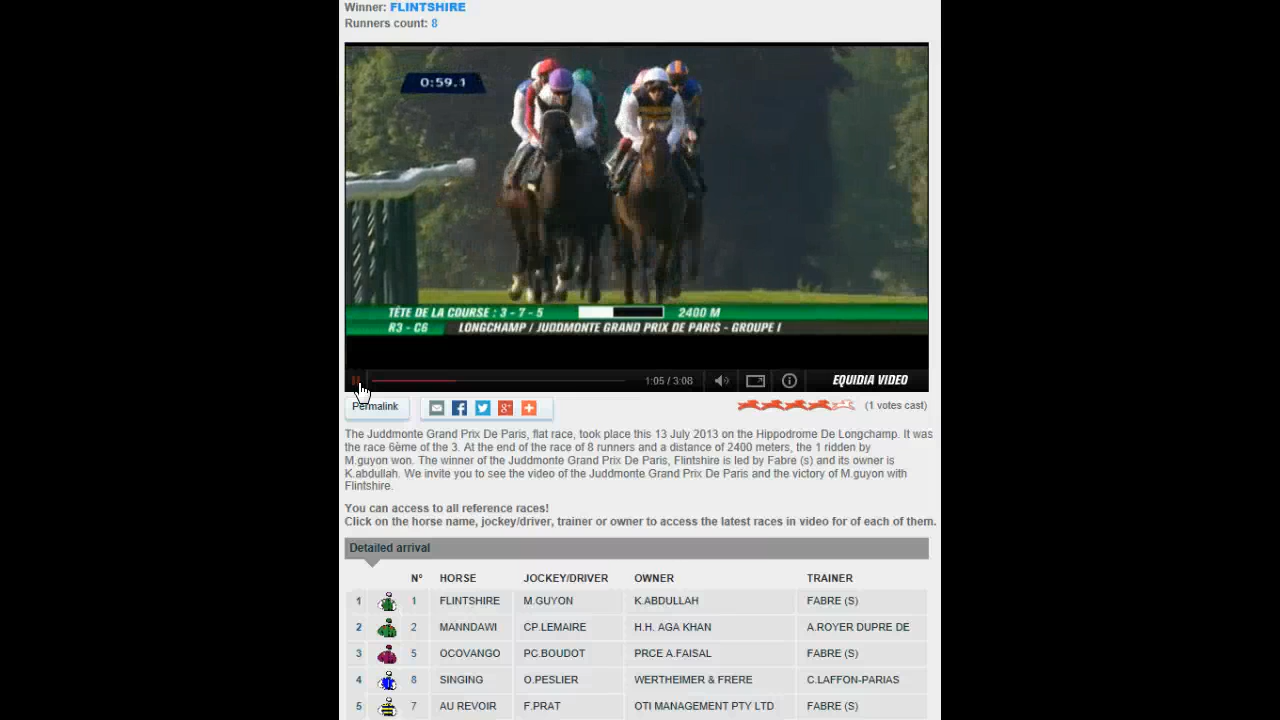 Winner: FLINTSHIRE
Runners count: 8
0:59.1
TÊTE DE LA COURSE : 3 - 7 - 5 2400 M
R3 - C6 LONGCHAMP / JUDDMONTE GRAND PRIX DE PARIS - GROUPE I
1:05 / 3:08 EQUIDIA VIDEO
Permalink (1 votes cast)
The Juddmonte Grand Prix De Paris, flat race, took place this 13 July 2013 on the Hippodrome De Longchamp. It was
the race 6ème of the 3. At the end of the race of 8 runners and a distance of 2400 meters, the 1 ridden by
M.guyon won. The winner of the Juddmonte Grand Prix De Paris, Flintshire is led by Fabre (s) and its owner is
K.abdullah. We invite you to see the video of the Juddmonte Grand Prix De Paris and the victory of M.guyon with
Flintshire.
You can access to all reference races!
Click on the horse name, jockey/driver, trainer or owner to access the latest races in video for of each of them.
Detailed arrival
N° HORSE JOCKEY/DRIVER OWNER TRAINER
1 1 FLINTSHIRE M.GUYON K.ABDULLAH FABRE (S)
2 2 MANNDAWI CP.LEMAIRE H.H. AGA KHAN A.ROYER DUPRE DE
3 5 OCOVANGO PC.BOUDOT PRCE A.FAISAL FABRE (S)
4 8 SINGING O.PESLIER WERTHEIMER & FRERE C.LAFFON-PARIAS
5 7 AU REVOIR F.PRAT OTI MANAGEMENT PTY LTD FABRE (S)